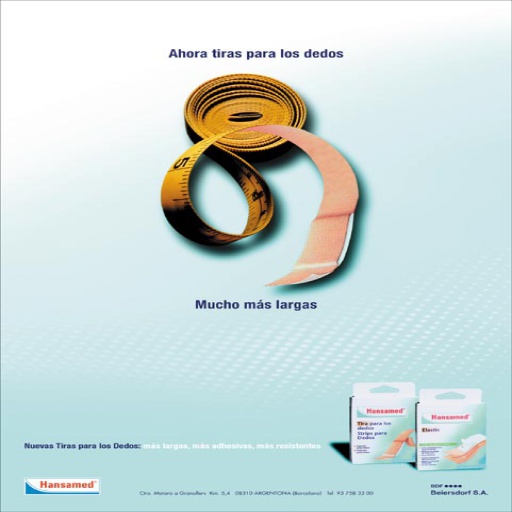 Ahora tiras para los dedos
5
Mucho más largas
Hansamed
Tira para los
dedos
Strips para
Dedos
Hansamed
Elastic
Nuevas Tiras para los Dedos: más largas, más adhesivas, más resistentes
Hansamed
Ctra. Mataró a Granollers Km. 5,4 08310 ARGENTONA (Barcelona) Tel. 93 758 33 00
BDF
Beiersdorf S.A.